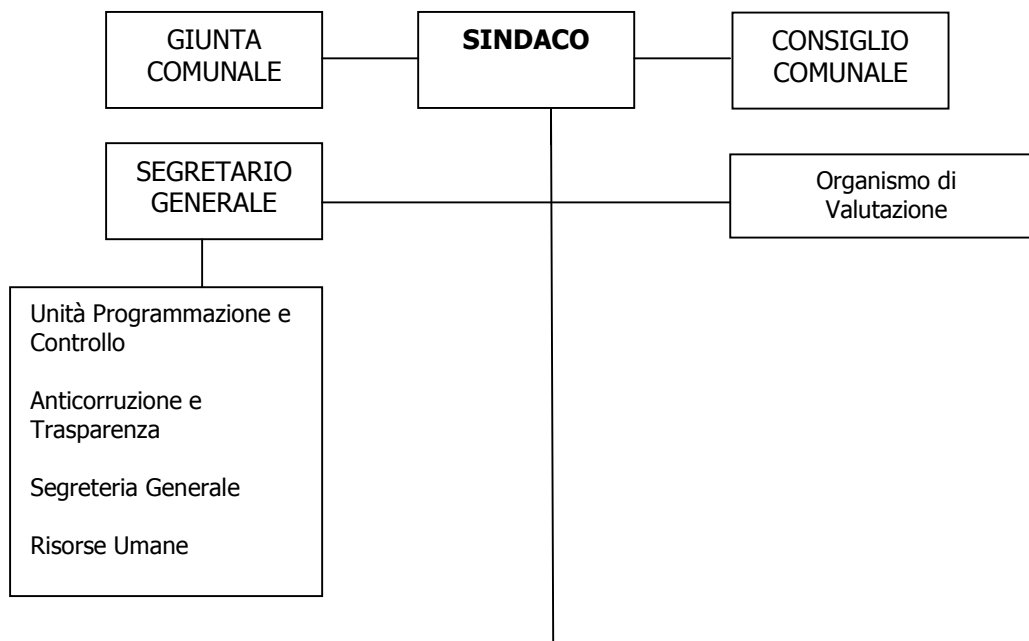 GIUNTA
COMUNALE
SINDACO
CONSIGLIO
COMUNALE
SEGRETARIO
GENERALE
Organismo di
Valutazione
Unità Programmazione e
Controllo
Anticorruzione e
Trasparenza
Segreteria Generale
Risorse Umane